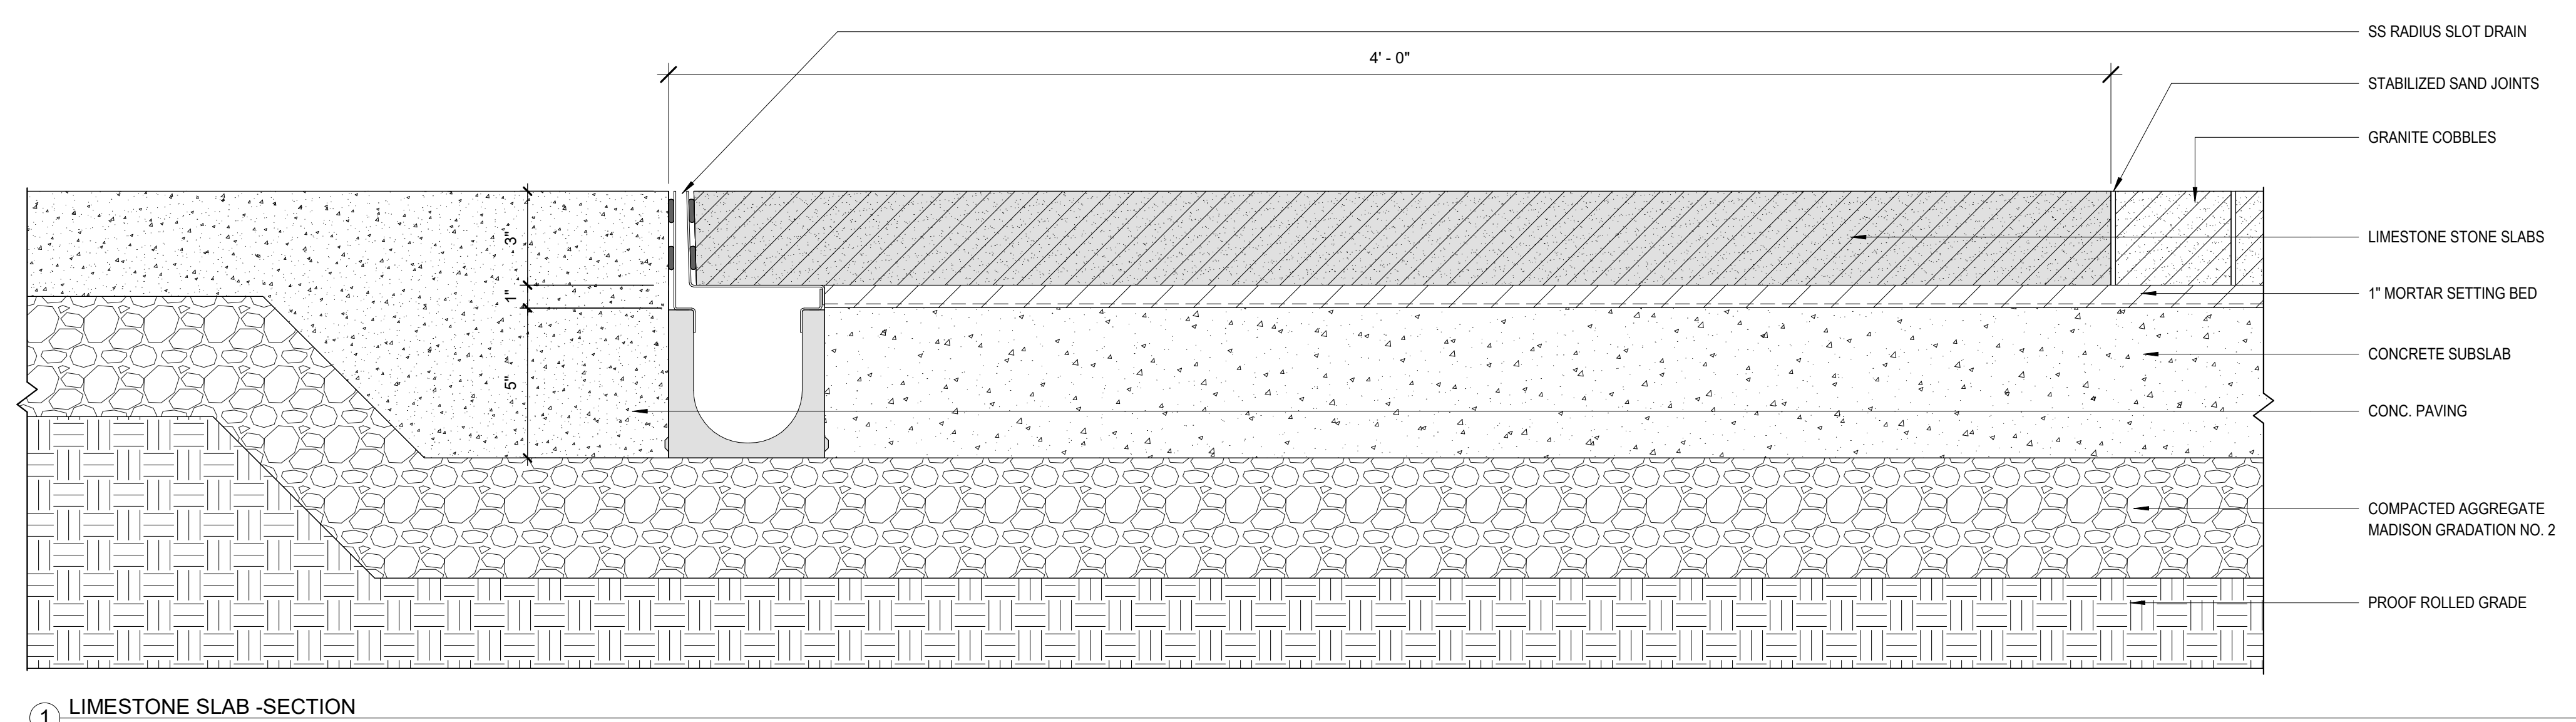 SS RADIUS SLOT DRAIN
4' - 0"
STABILIZED SAND JOINTS
GRANITE COBBLES
3"
LIMESTONE STONE SLABS
1"
1" MORTAR SETTING BED
CONCRETE SUBSLAB
5"
CONC. PAVING
COMPACTED AGGREGATE
MADISON GRADATION NO. 2
PROOF ROLLED GRADE
1
LIMESTONE SLAB -SECTION